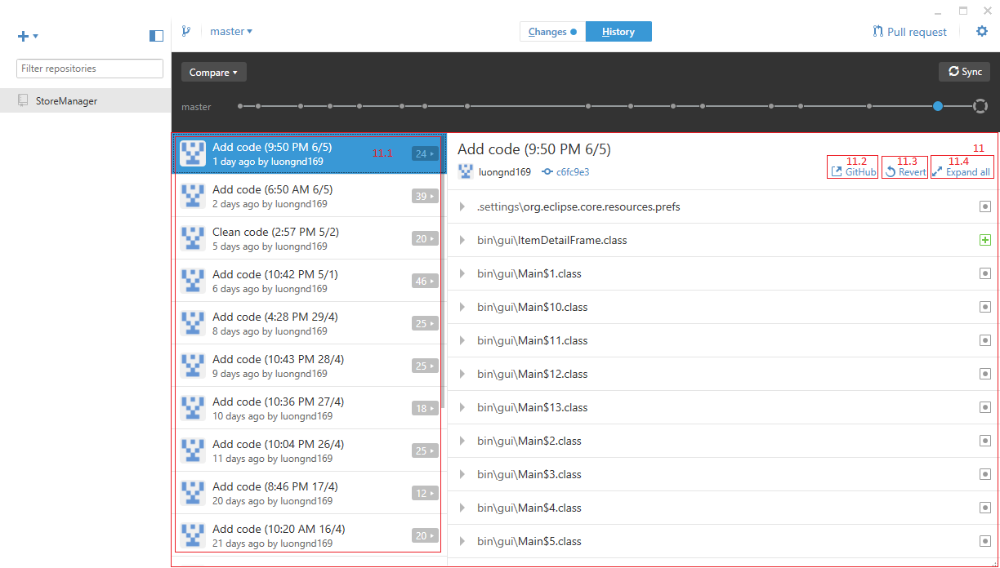 master
Changes
History
Pull request
Filter repositories
StoreManager
Compare
Sync
master
Add code (9:50 PM 6/5)
1 day ago by luongnd169
11.1
24
Add code (6:50 AM 6/5)
2 days ago by luongnd169
39
Clean code (2:57 PM 5/2)
5 days ago by luongnd169
20
Add code (10:42 PM 5/1)
6 days ago by luongnd169
46
Add code (4:28 PM 29/4)
8 days ago by luongnd169
25
Add code (10:43 PM 28/4)
9 days ago by luongnd169
25
Add code (10:36 PM 27/4)
10 days ago by luongnd169
18
Add code (10:04 PM 26/4)
11 days ago by luongnd169
25
Add code (8:46 PM 17/4)
20 days ago by luongnd169
12
Add code (10:20 AM 16/4)
21 days ago by luongnd169
20
Add code (9:50 PM 6/5)
11
luongnd169 c6fc9e3
11.2
GitHub
11.3
Revert
11.4
Expand all
.settings\org.eclipse.core.resources.prefs
bin\gui\ItemDetailFrame.class
bin\gui\Main$1.class
bin\gui\Main$10.class
bin\gui\Main$11.class
bin\gui\Main$12.class
bin\gui\Main$13.class
bin\gui\Main$2.class
bin\gui\Main$3.class
bin\gui\Main$4.class
bin\gui\Main$5.class